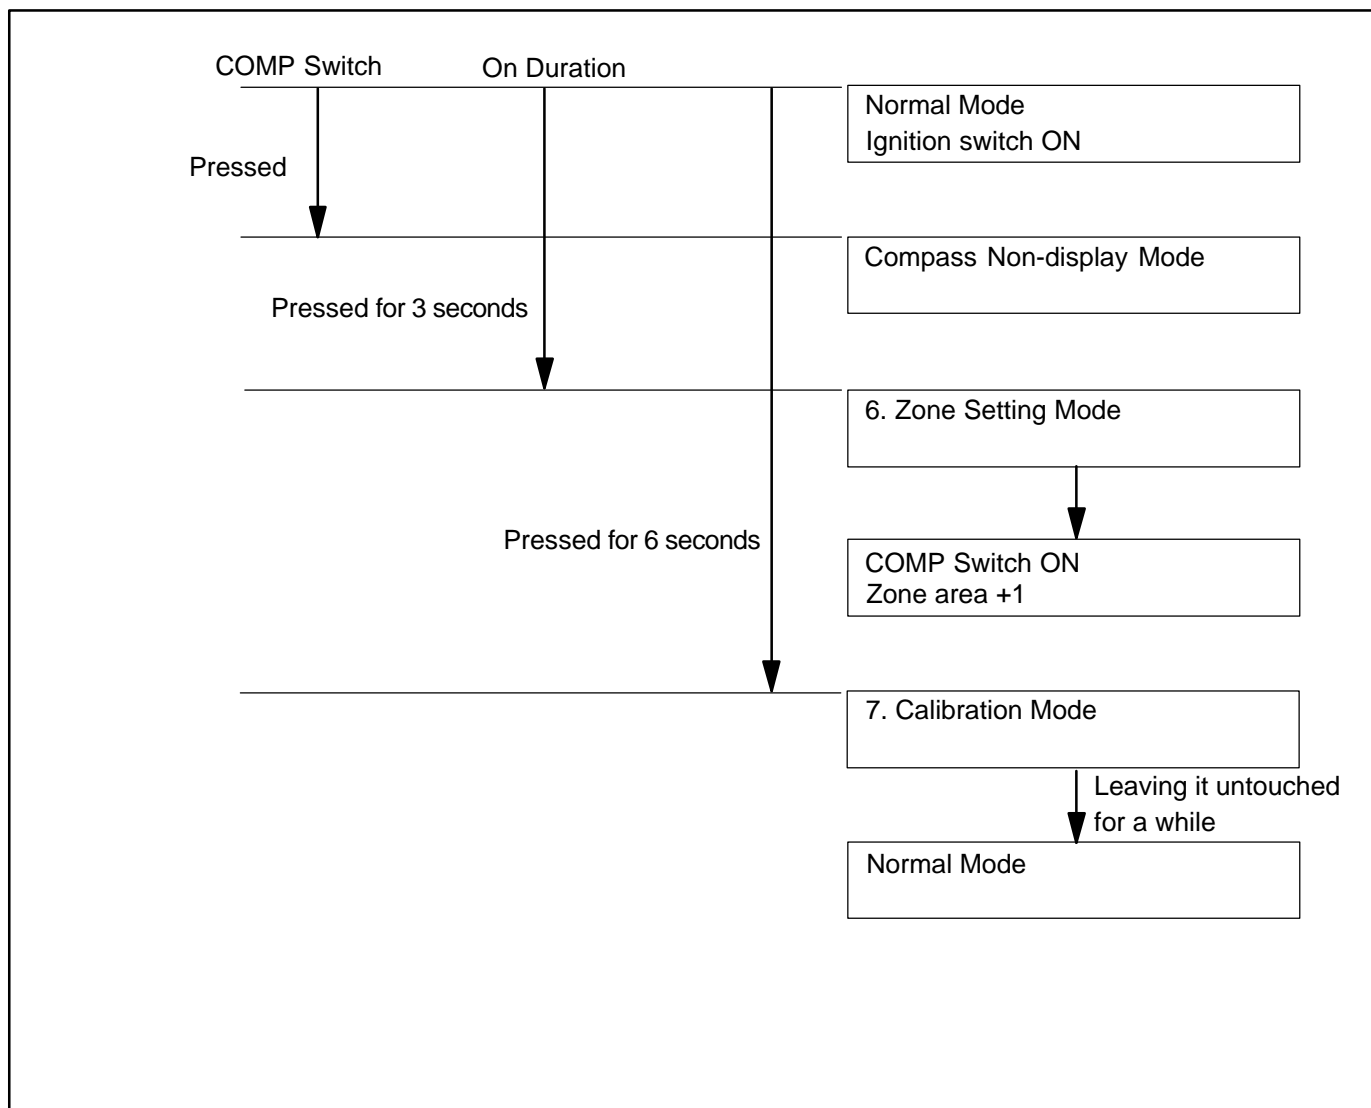 COMP Switch
On Duration
Normal Mode
Ignition switch ON
Pressed
Compass Non-display Mode
Pressed for 3 seconds
6. Zone Setting Mode
Pressed for 6 seconds
COMP Switch ON
Zone area +1
7. Calibration Mode
Leaving it untouched
for a while
Normal Mode